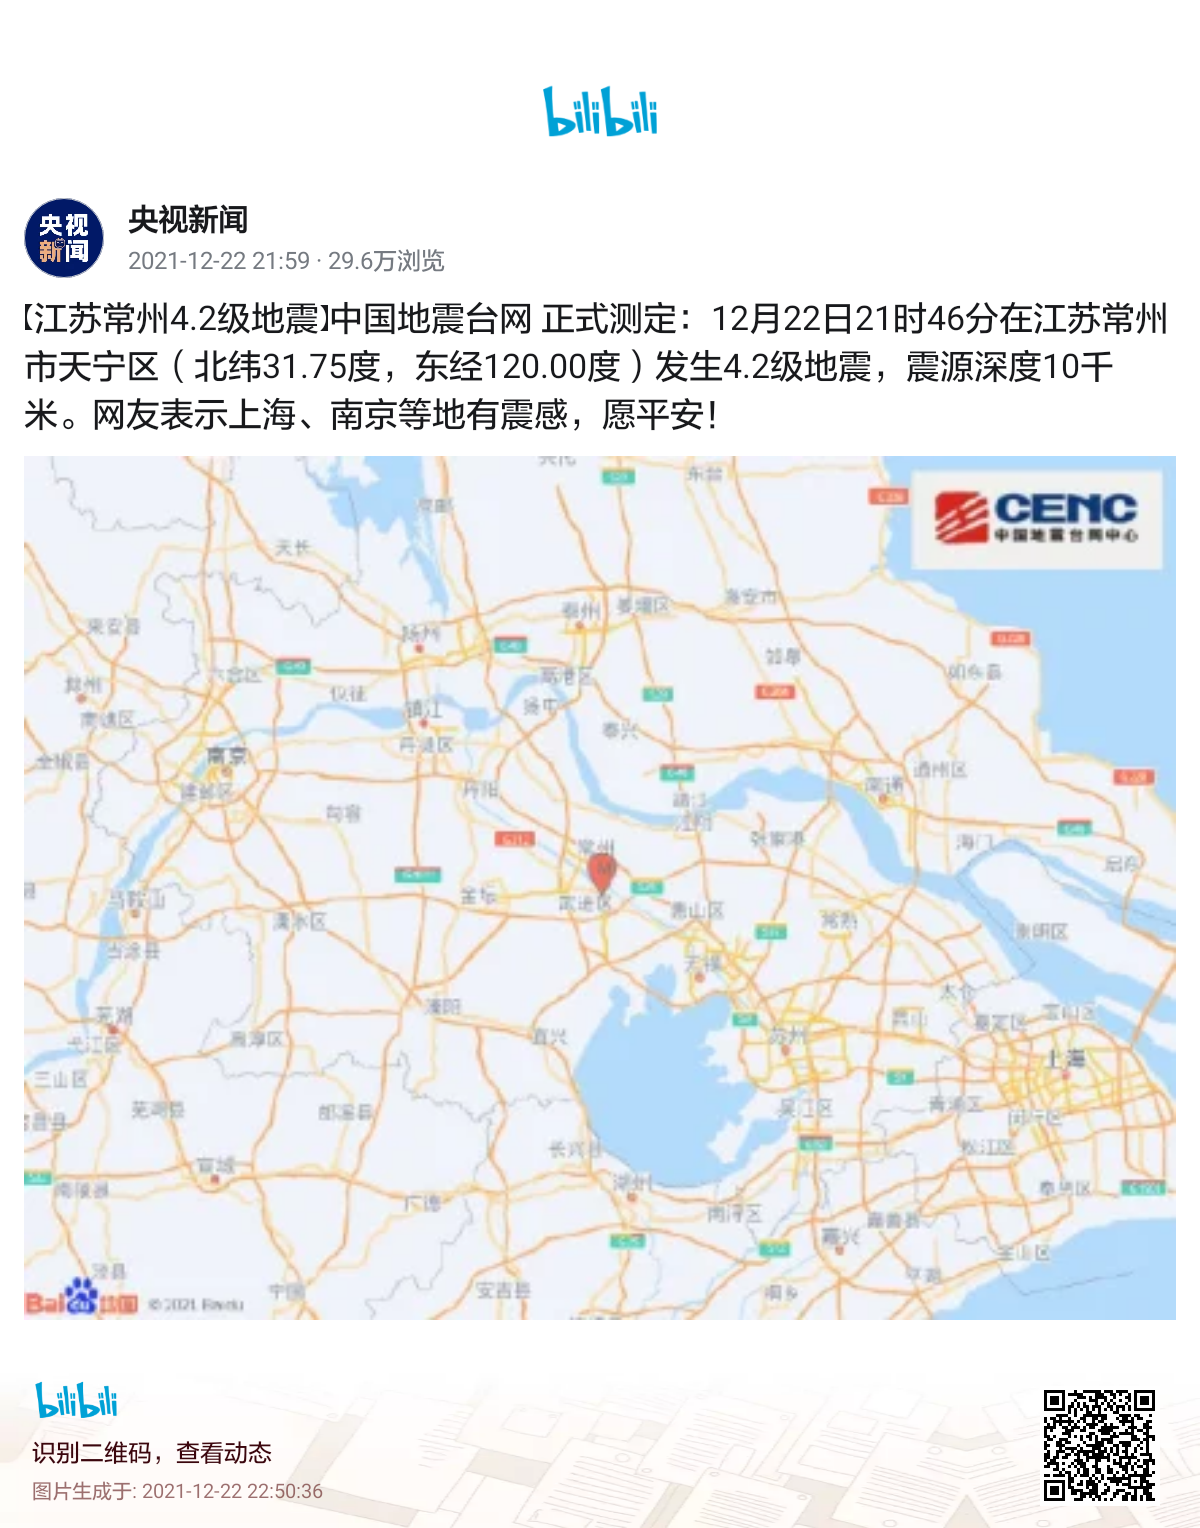 bilibili
央视
新闻
央视新闻
2021-12-22 21:59 · 29.6万浏览
【江苏常州4.2级地震】中国地震台网 正式测定：12月22日21时46分在江苏常州
市天宁区（北纬31.75度，东经120.00度）发生4.2级地震，震源深度10千
米。网友表示上海、南京等地有震感，愿平安！
东台
CENC
中国地震台网中心
天长
泰州
姜堰区
海安市
来安县
扬州
如皋
六合区
高港区
如东县
滁州
仪征
镇江
扬中
南谯区
泰兴
丹徒区
全椒县
南京
通州区
建邺区
丹阳
南通
靖江
句容
江阴
张家港
海门
常州
启东
马鞍山
金坛
武进区
惠山区
常熟
溧水区
崇明区
当涂县
无锡
太仓
溧阳
芜湖
昆山
嘉定区
宝山区
弋江区
高淳区
宜兴
苏州
上海
三山区
芜湖县
郎溪县
吴江区
青浦区
闵行区
长兴县
松江区
宣城
湖州
奉贤区
南陵县
广德
南浔区
嘉善县
嘉兴
金山区
泾县
平湖
宁国
安吉县
桐乡
Bai du 地图 © 2021 Baidu
bilibili
识别二维码，查看动态
图片生成于: 2021-12-22 22:50:36